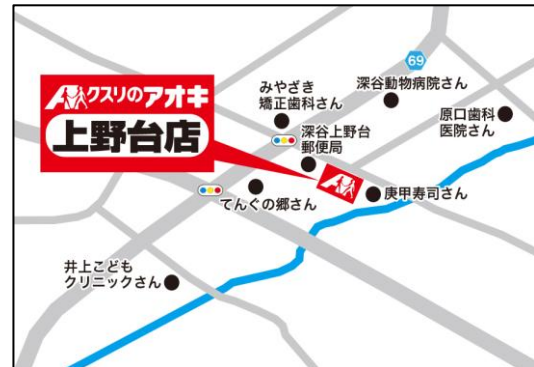 クスリのアオキ
上野台店
69
みやざき
矯正歯科さん
深谷動物病院さん
原口歯科
医院さん
深谷上野台
郵便局
庚甲寿司さん
てんぐの郷さん
井上こども
クリニックさん